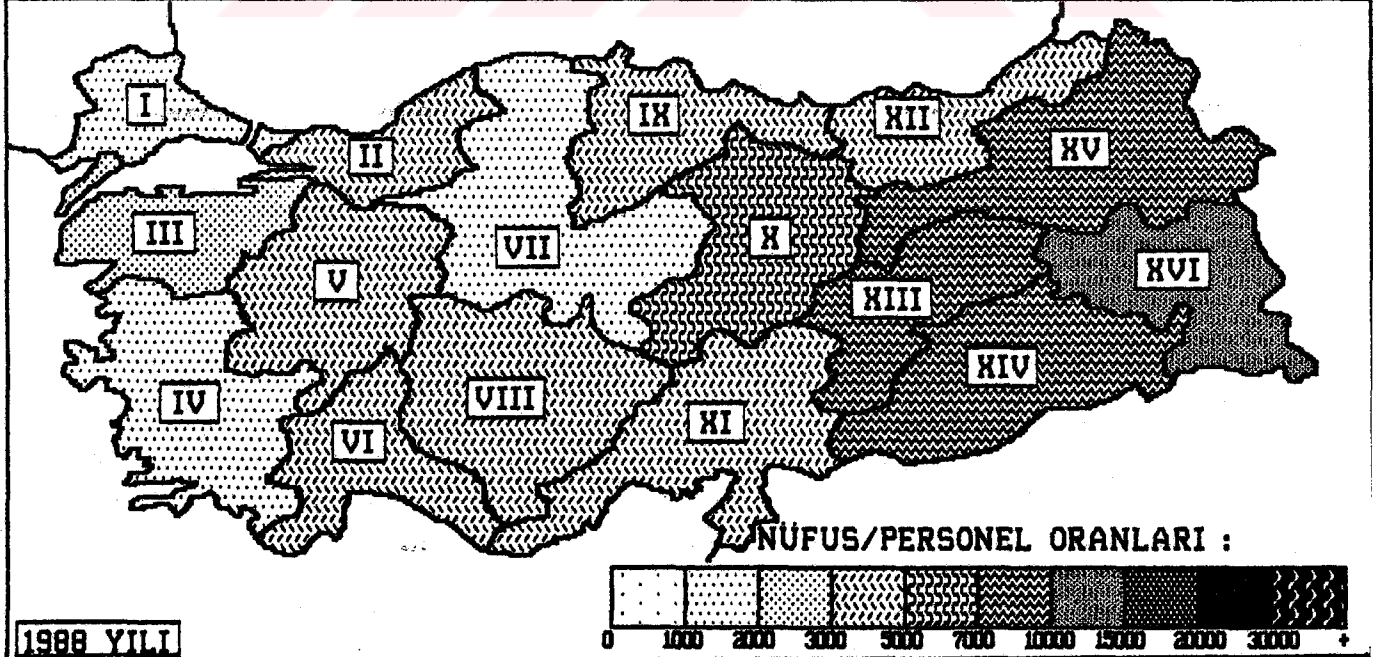 I
II
IX
XII
XV
III
V
VII
X
XVI
XIII
IV
VI
VIII
XI
XIV
NÜFUS/PERSONEL ORANLARI :
0 1000 2000 3000 5000 7000 10000 15000 20000 30000 +
1988 YILI